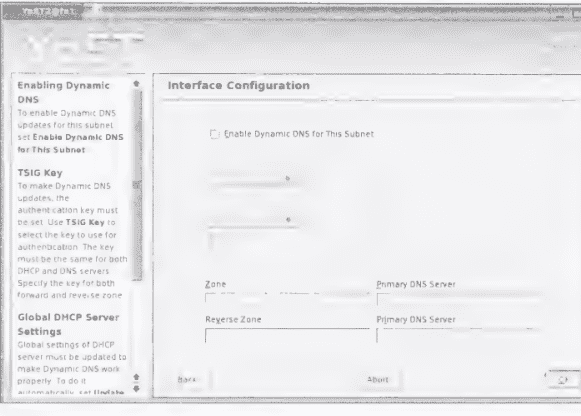 YaST2@fa1
YaST
Enabling Dynamic
DNS
To enable Dynamic DNS
updates for this subnet
set Enable Dynamic DNS
for This Subnet
TSIG Key
To make Dynamic DNS
updates, the
authentication key must
be set. Use TSIG Key to
select the key to use for
authentication. The key
must be the same for both
DHCP and DNS servers.
Specify the key for both
forward and reverse zone
Global DHCP Server
Settings
Global settings of DHCP
server must be updated to
make Dynamic DNS work
properly. To do it
automatically, set Update
Interface Configuration
Enable Dynamic DNS for This Subnet
Zone
Primary DNS Server
Reverse Zone
Primary DNS Server
Back
Abort